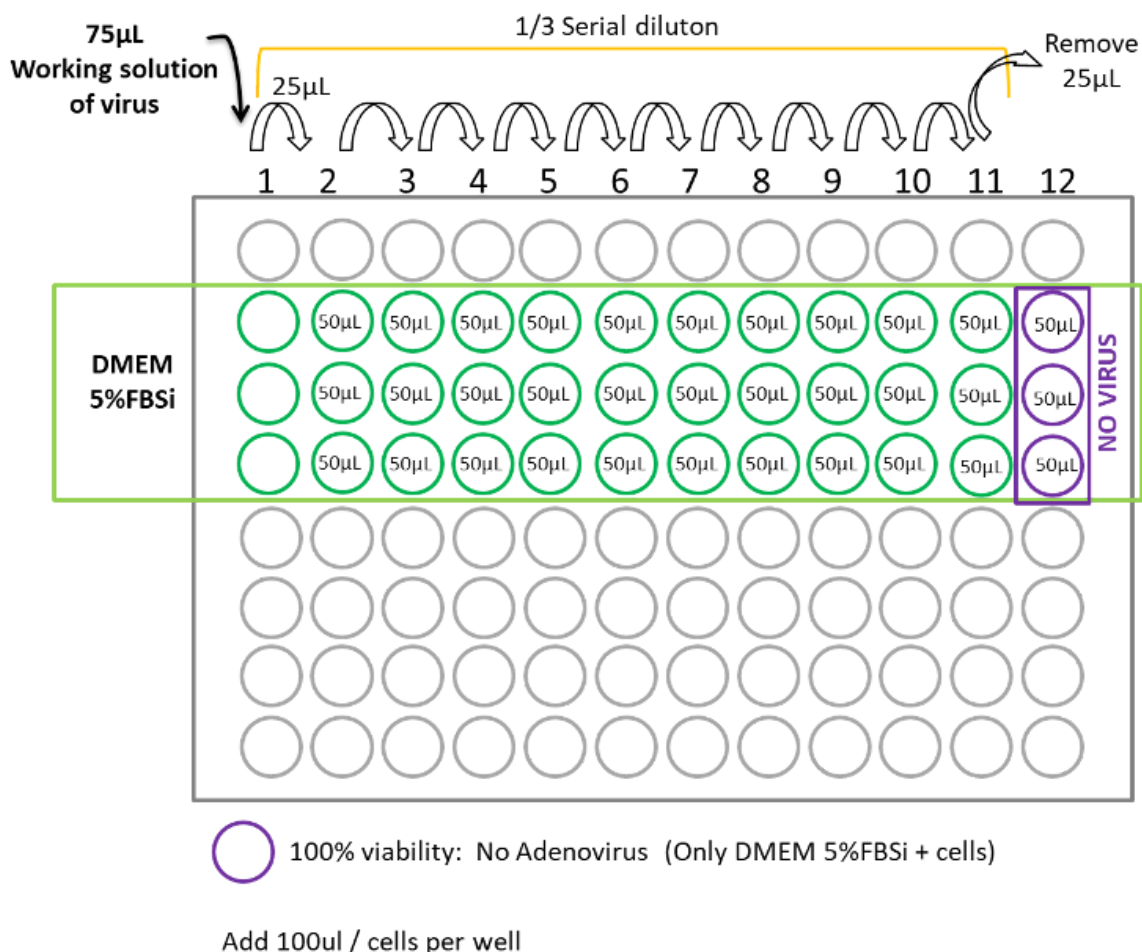 75µL
Working solution
of virus
1/3 Serial diluton
25µL
Remove
25µL
1 2 3 4 5 6 7 8 9 10 11 12
DMEM
5%FBSi
50µL 50µL 50µL 50µL 50µL 50µL 50µL 50µL 50µL 50µL 50µL
50µL 50µL 50µL 50µL 50µL 50µL 50µL 50µL 50µL 50µL 50µL
50µL 50µL 50µL 50µL 50µL 50µL 50µL 50µL 50µL 50µL 50µL
NO VIRUS
100% viability: No Adenovirus (Only DMEM 5%FBSi + cells)
Add 100ul / cells per well